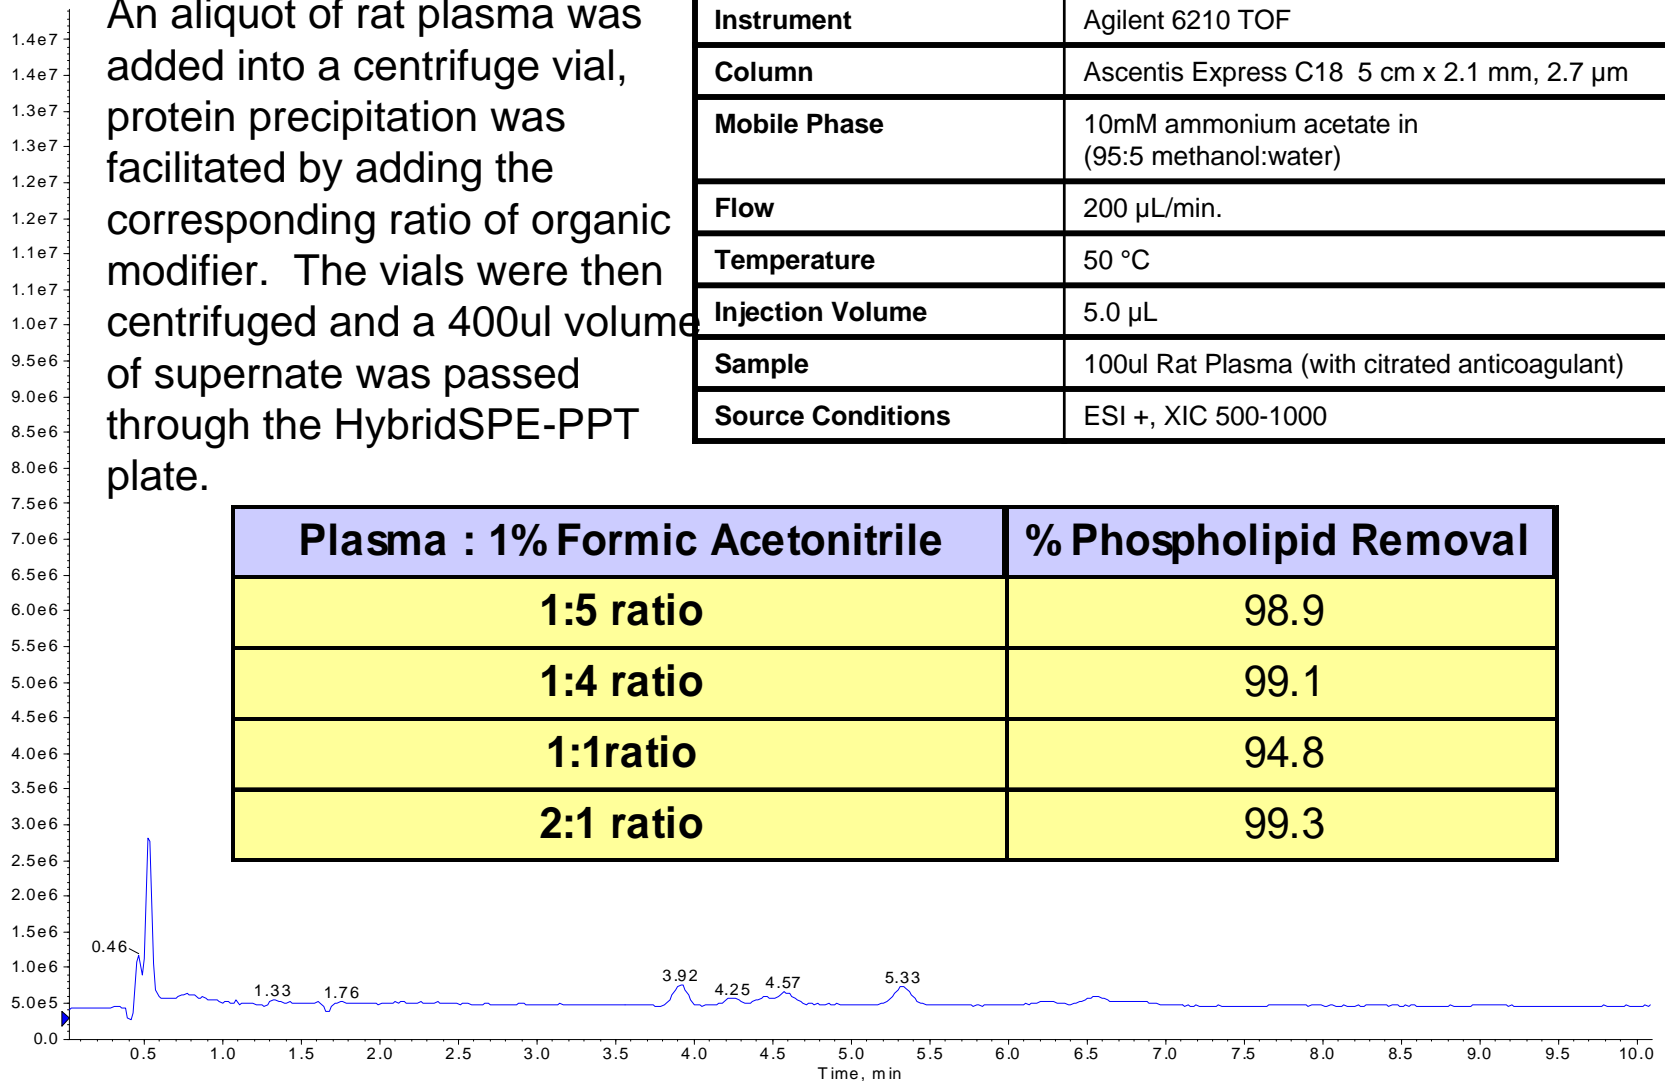 An aliquot of rat plasma was
added into a centrifuge vial,
protein precipitation was
facilitated by adding the
corresponding ratio of organic
modifier.  The vials were then
centrifuged and a 400ul volume
of supernate was passed
through the HybridSPE-PPT
plate.
Instrument Agilent 6210 TOF
Column Ascentis Express C18  5 cm x 2.1 mm, 2.7 µm
Mobile Phase 10mM ammonium acetate in
(95:5 methanol:water)
Flow 200 µL/min.
Temperature 50 °C
Injection Volume 5.0 µL
Sample 100ul Rat Plasma (with citrated anticoagulant)
Source Conditions ESI +, XIC 500-1000
Plasma : 1% Formic Acetonitrile % Phospholipid Removal
1:5 ratio 98.9
1:4 ratio 99.1
1:1ratio 94.8
2:1 ratio 99.3
1.4e7
1.4e7
1.3e7
1.3e7
1.2e7
1.2e7
1.1e7
1.1e7
1.0e7
9.5e6
9.0e6
8.5e6
8.0e6
7.5e6
7.0e6
6.5e6
6.0e6
5.5e6
5.0e6
4.5e6
4.0e6
3.5e6
3.0e6
2.5e6
2.0e6
1.5e6
1.0e6
5.0e5
0.0
0.46
1.33
1.76
3.92
4.25
4.57
5.33
0.5 1.0 1.5 2.0 2.5 3.0 3.5 4.0 4.5 5.0 5.5 6.0 6.5 7.0 7.5 8.0 8.5 9.0 9.5 10.0
Time, min